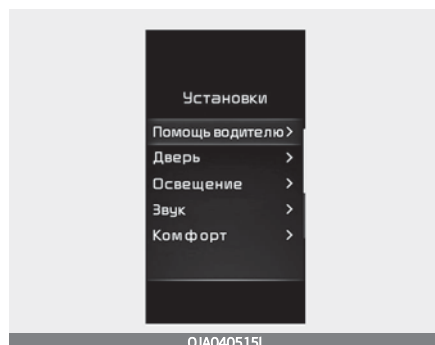 Установки
Помощь водителю>
Дверь >
Освещение >
Звук >
Комфорт >
OJA040515L